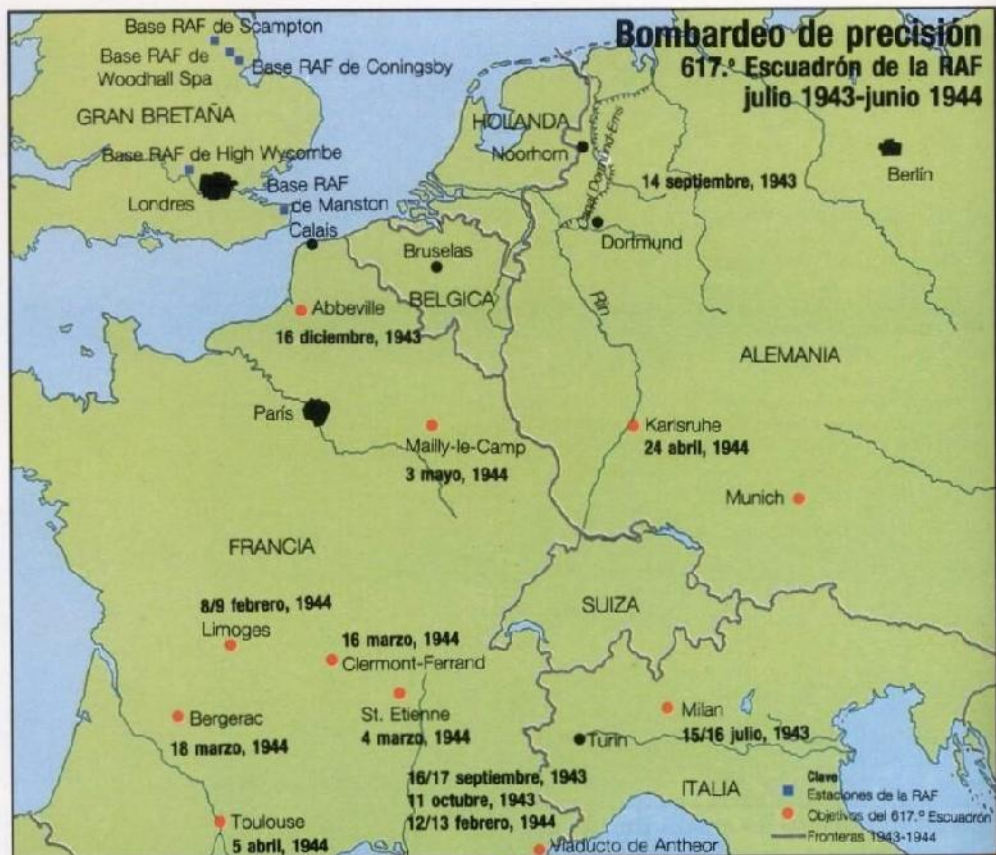 Bombardeo de precisión
617.º Escuadrón de la RAF
julio 1943-junio 1944
Base RAF de Scampton
Base RAF de
Woodhall Spa
Base RAF de Coningsby
GRAN BRETAÑA
Base RAF de High Wycombe
Londres
Base RAF
de Manston
Calais
HOLANDA
Noorhorn
Canal Dortmund-Ems
14 septiembre, 1943
Berlín
Dortmund
Bruselas
BELGICA
Rin
Abbeville
16 diciembre, 1943
ALEMANIA
París
Mailly-le-Camp
3 mayo, 1944
Karlsruhe
24 abril, 1944
Munich
FRANCIA
SUIZA
8/9 febrero, 1944
Limoges
16 marzo, 1944
Clermont-Ferrand
Bergerac
18 marzo, 1944
St. Etienne
4 marzo, 1944
Milan
15/16 julio, 1943
Turin
16/17 septiembre, 1943
11 octubre, 1943
12/13 febrero, 1944
ITALIA
Toulouse
5 abril, 1944
Viaducto de Antheor
Clave
Estaciones de la RAF
Objetivos del 617.º Escuadrón
Fronteras 1943-1944